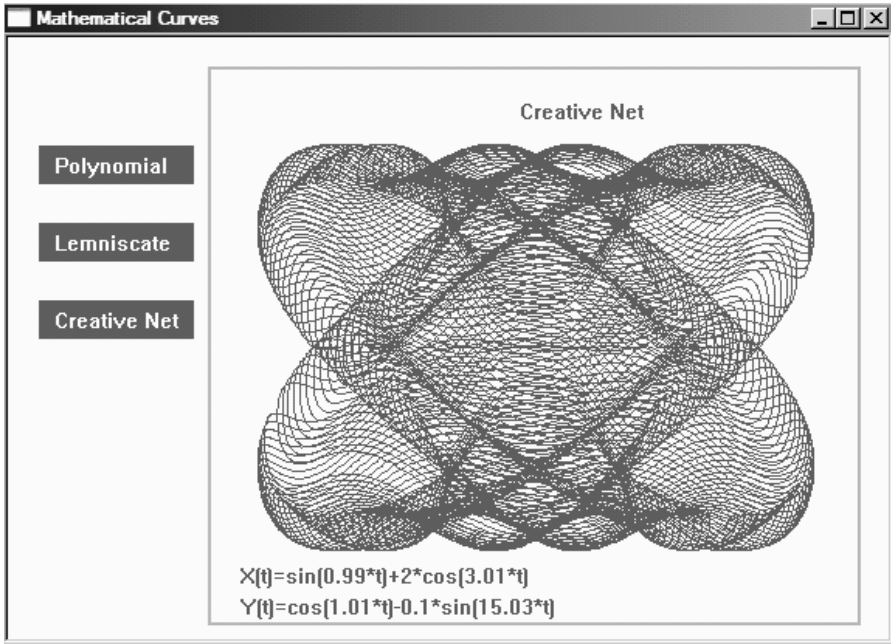 Mathematical Curves
Creative Net
Polynomial
Lemniscate
Creative Net
X(t)=sin(0.99*t)+2*cos(3.01*t)
Y(t)=cos(1.01*t)-0.1*sin(15.03*t)